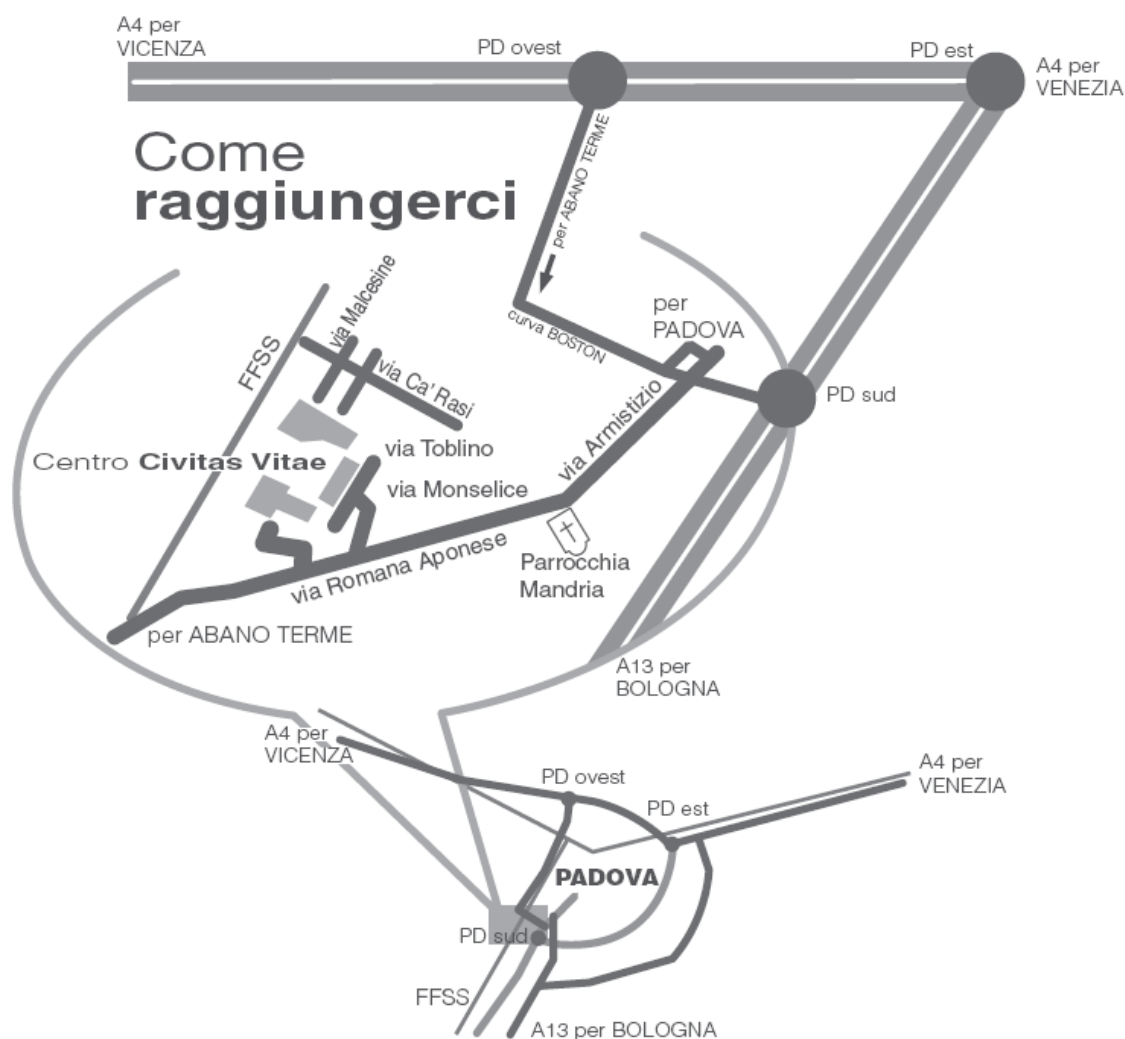 A4 per
VICENZA
PD ovest
PD est
A4 per
VENEZIA
Come
raggiungerci
per ABANO TERME
curva BOSTON
per
PADOVA
PD sud
FFSS
via Malcesine
via Ca' Rasi
via Toblino
via Monselice
Centro Civitas Vitae
via Armistizio
via Romana Aponese
Parrocchia
Mandria
per ABANO TERME
A13 per
BOLOGNA
A4 per
VICENZA
PD ovest
PD est
A4 per
VENEZIA
PADOVA
PD sud
FFSS
A13 per BOLOGNA